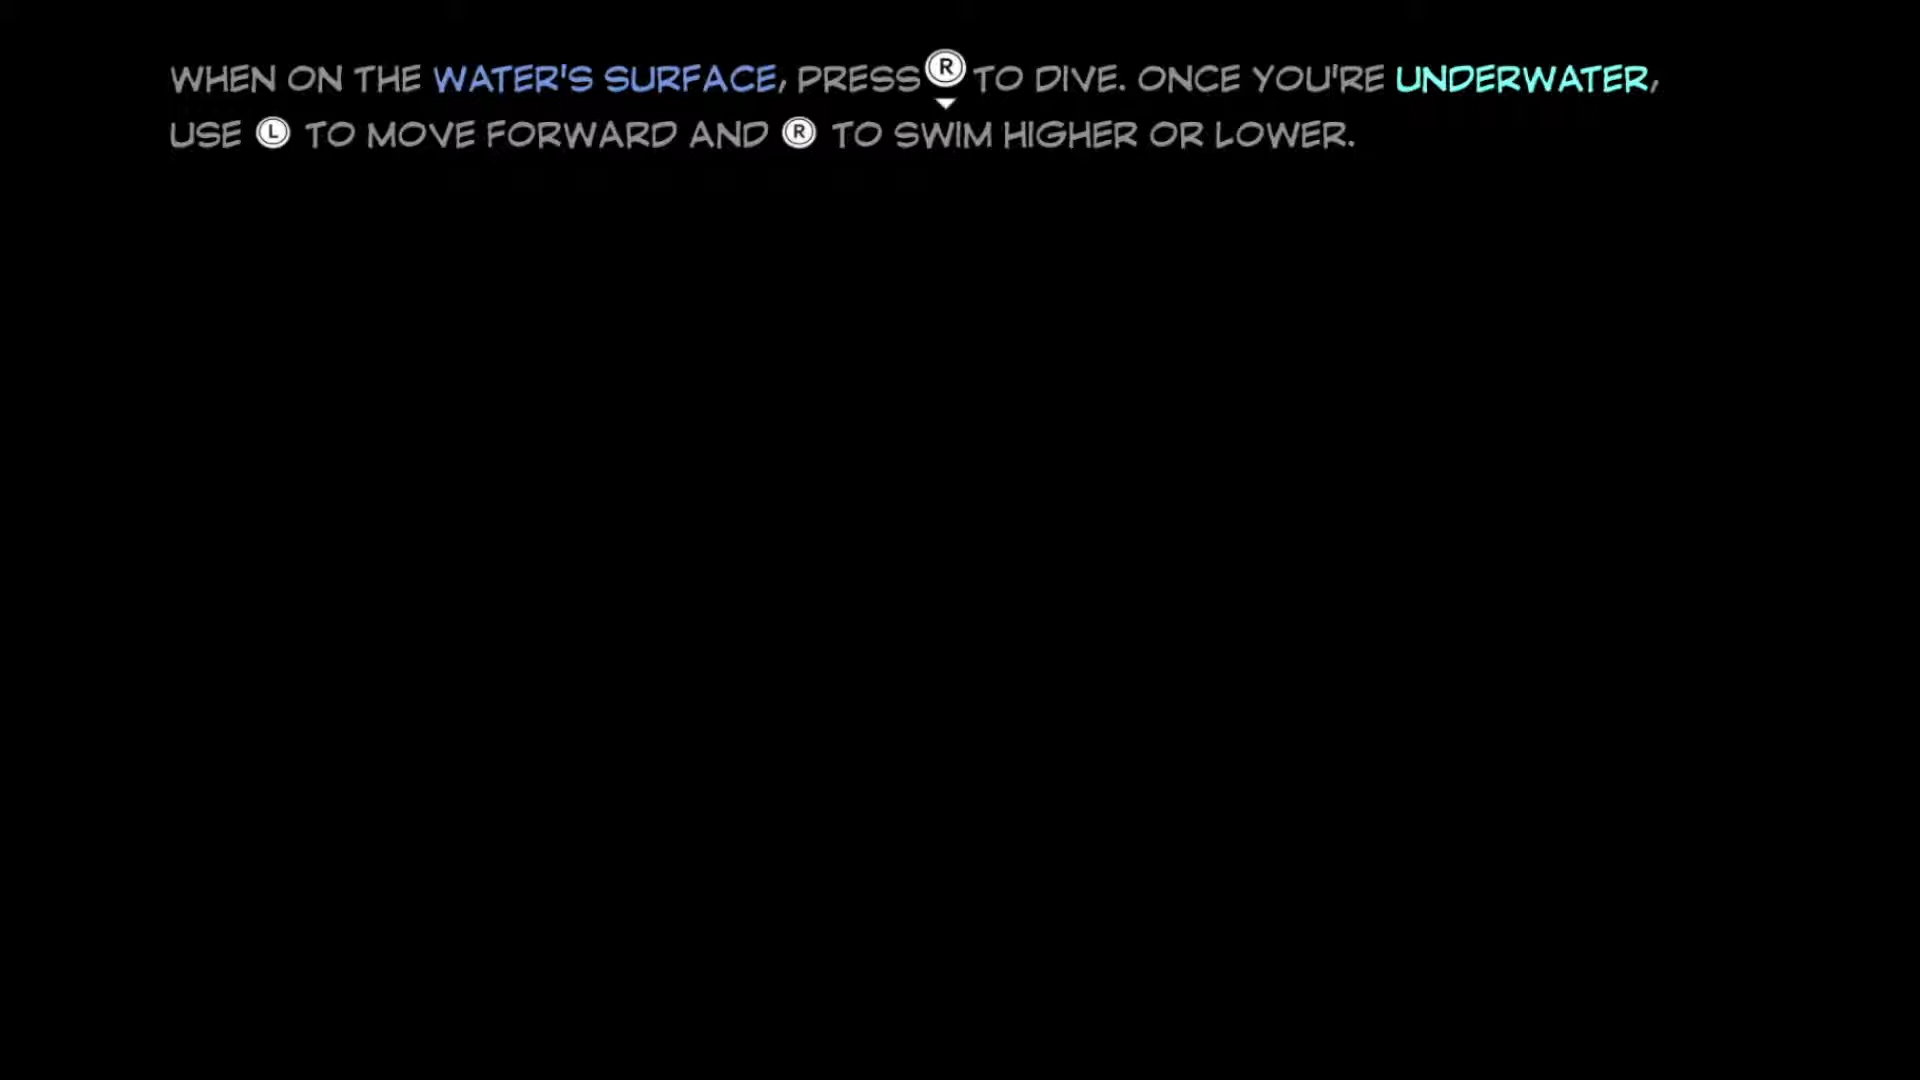 WHEN ON THE WATER'S SURFACE, PRESS R TO DIVE. ONCE YOU'RE UNDERWATER,
USE L TO MOVE FORWARD AND R TO SWIM HIGHER OR LOWER.